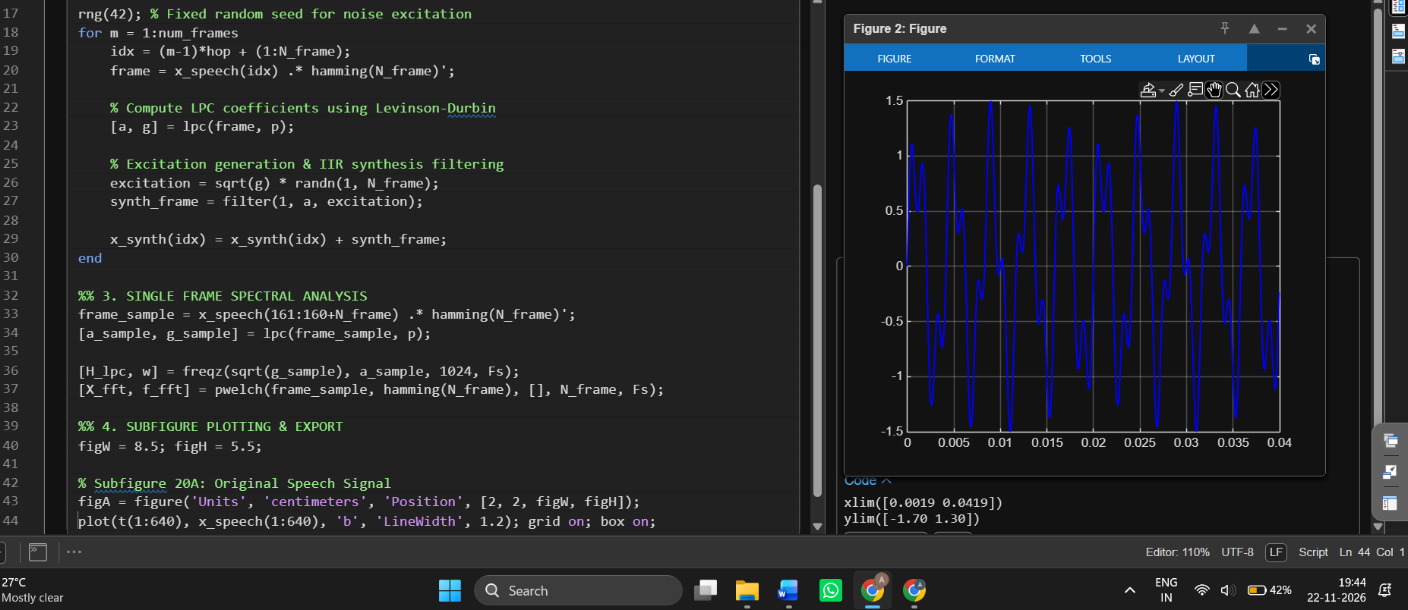 17 rng(42); % Fixed random seed for noise excitation
18 for m = 1:num_frames
19 idx = (m-1)*hop + (1:N_frame);
20 frame = x_speech(idx) .* hamming(N_frame)';
21
22 % Compute LPC coefficients using Levinson-Durbin
23 [a, g] = lpc(frame, p);
24
25 % Excitation generation & IIR synthesis filtering
26 excitation = sqrt(g) * randn(1, N_frame);
27 synth_frame = filter(1, a, excitation);
28
29 x_synth(idx) = x_synth(idx) + synth_frame;
30 end
31
32 %% 3. SINGLE FRAME SPECTRAL ANALYSIS
33 frame_sample = x_speech(161:160+N_frame) .* hamming(N_frame)';
34 [a_sample, g_sample] = lpc(frame_sample, p);
35
36 [H_lpc, w] = freqz(sqrt(g_sample), a_sample, 1024, Fs);
37 [X_fft, f_fft] = pwelch(frame_sample, hamming(N_frame), [], N_frame, Fs);
38
39 %% 4. SUBFIGURE PLOTTING & EXPORT
40 figW = 8.5; figH = 5.5;
41
42 % Subfigure 20A: Original Speech Signal
43 figA = figure('Units', 'centimeters', 'Position', [2, 2, figW, figH]);
44 plot(t(1:640), x_speech(1:640), 'b', 'LineWidth', 1.2); grid on; box on;
Figure 2: Figure
FIGURE FORMAT TOOLS LAYOUT
1.5
1
0.5
0
-0.5
-1
-1.5
0 0.005 0.01 0.015 0.02 0.025 0.03 0.035 0.04
Code
xlim([0.0019 0.0419])
ylim([-1.70 1.30])
Editor: 110% UTF-8 LF Script Ln 44 Col 1
27°C
Mostly clear
Search
ENG
IN
42%
19:44
22-11-2026